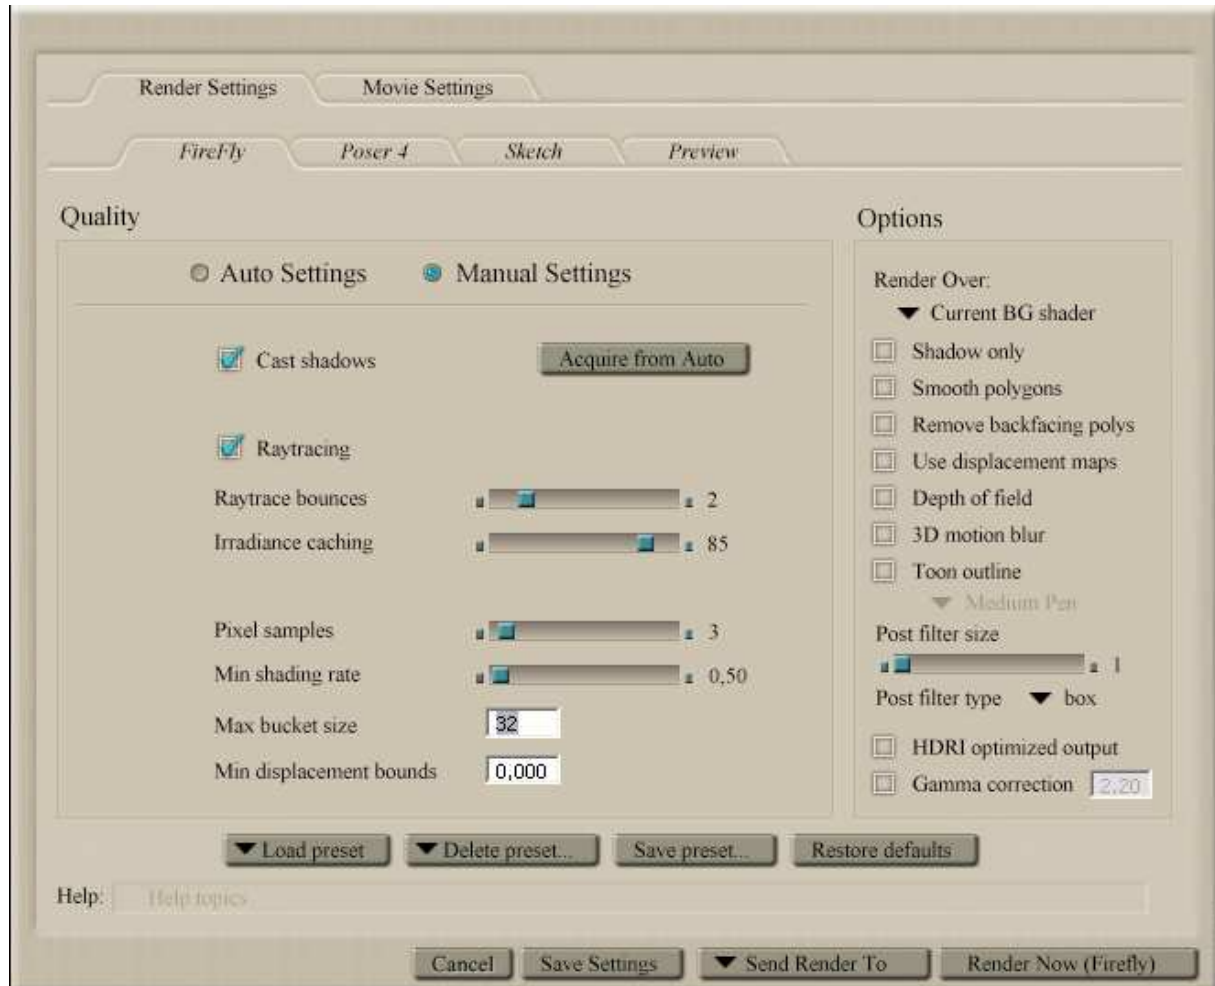 Render Settings Movie Settings
FireFly Poser 4 Sketch Preview
Quality
Auto Settings Manual Settings
Cast shadows Acquire from Auto
Raytracing
Raytrace bounces 2
Irradiance caching 85
Pixel samples 3
Min shading rate 0,50
Max bucket size 32
Min displacement bounds 0,000
Options
Render Over:
Current BG shader
Shadow only
Smooth polygons
Remove backfacing polys
Use displacement maps
Depth of field
3D motion blur
Toon outline
Medium Pen
Post filter size
1
Post filter type box
HDRI optimized output
Gamma correction 2,20
Load preset Delete preset... Save preset... Restore defaults
Help: Help topics
Cancel Save Settings Send Render To Render Now (Firefly)